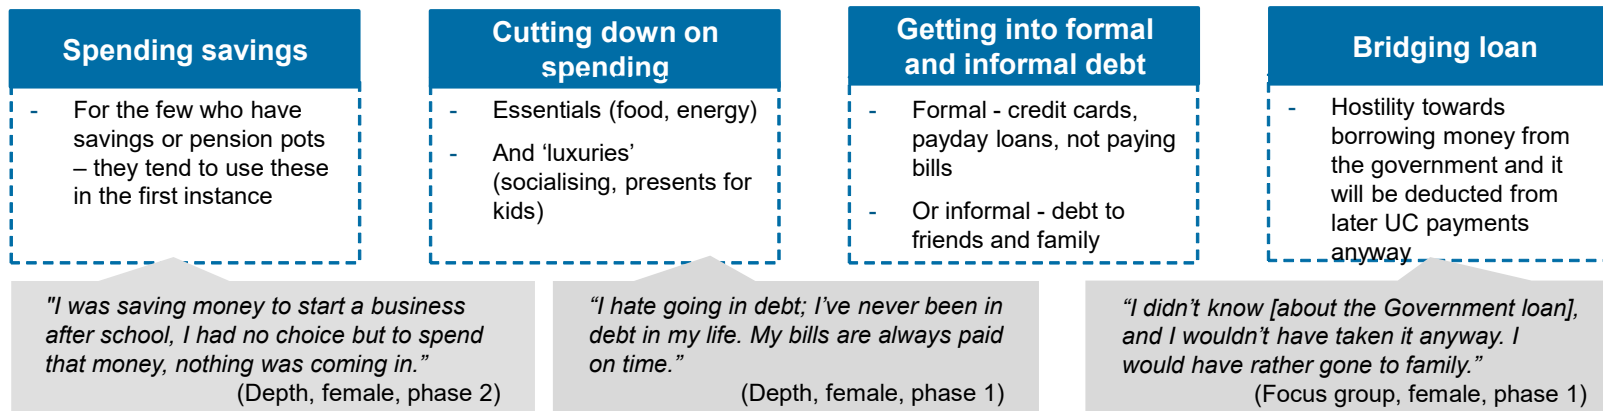 Spending savings
- For the few who have
savings or pension pots
– they tend to use these
in the first instance
Cutting down on
spending
- Essentials (food, energy)
- And ‘luxuries’
(socialising, presents for
kids)
Getting into formal
and informal debt
- Formal - credit cards,
payday loans, not paying
bills
- Or informal - debt to
friends and family
Bridging loan
- Hostility towards
borrowing money from
the government and it
will be deducted from
later UC payments
anyway
"I was saving money to start a business
after school, I had no choice but to spend
that money, nothing was coming in.”
(Depth, female, phase 2)
“I hate going in debt; I’ve never been in
debt in my life. My bills are always paid
on time.”
(Depth, female, phase 1)
“I didn’t know [about the Government loan],
and I wouldn’t have taken it anyway. I
would have rather gone to family.”
(Focus group, female, phase 1)